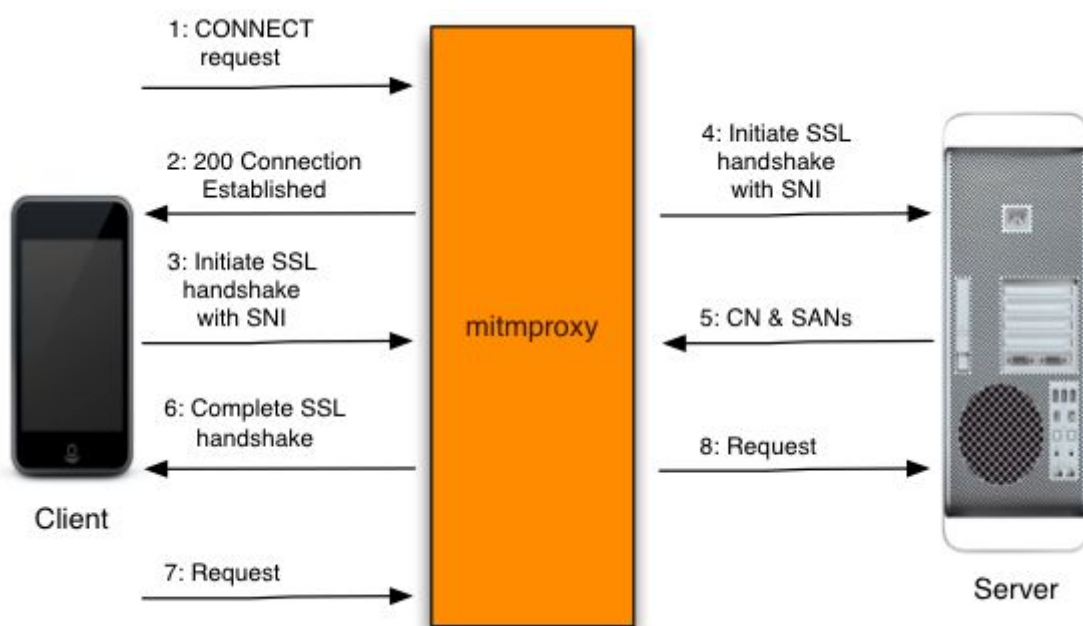 1: CONNECT
request
2: 200 Connection
Established
3: Initiate SSL
handshake
with SNI
6: Complete SSL
handshake
7: Request
Client
mitmproxy
4: Initiate SSL
handshake
with SNI
5: CN & SANs
8: Request
Server